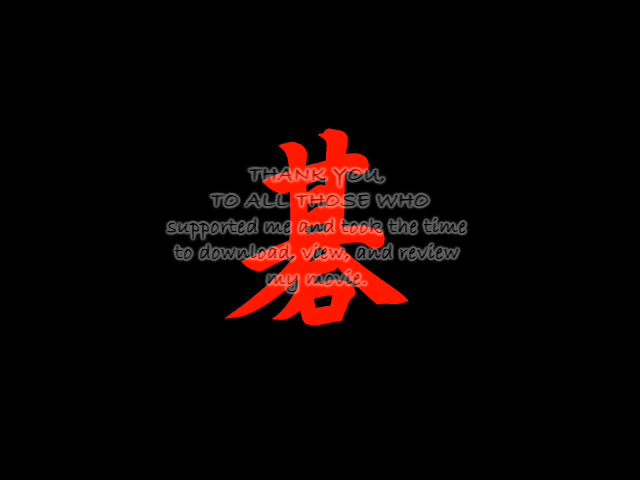 碁
THANK YOU,
TO ALL THOSE WHO
supported me and took the time
to download, view, and review
my movie.